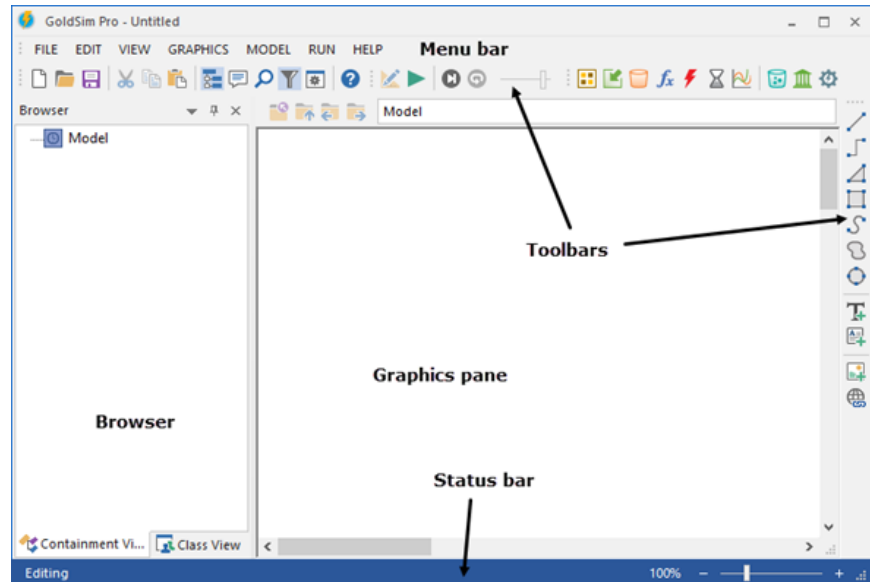 GoldSim Pro - Untitled
FILE EDIT VIEW GRAPHICS MODEL RUN HELP Menu bar
fx
Browser
Model
Model
Toolbars
Graphics pane
Browser
Status bar
Containment Vi... Class View
Editing 100%